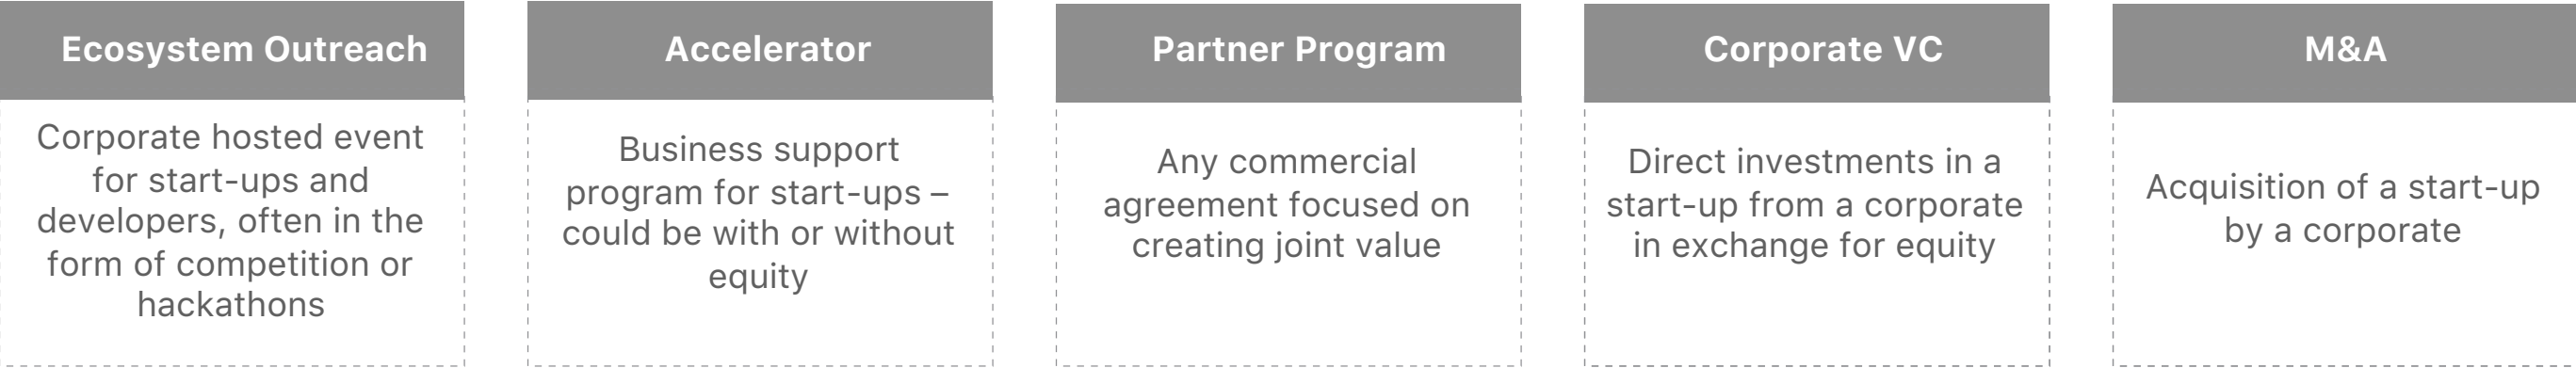 Ecosystem Outreach
Corporate hosted event
for start-ups and
developers, often in the
form of competition or
hackathons
Accelerator
Business support
program for start-ups –
could be with or without
equity
Partner Program
Any commercial
agreement focused on
creating joint value
Corporate VC
Direct investments in a
start-up from a corporate
in exchange for equity
M&A
Acquisition of a start-up
by a corporate